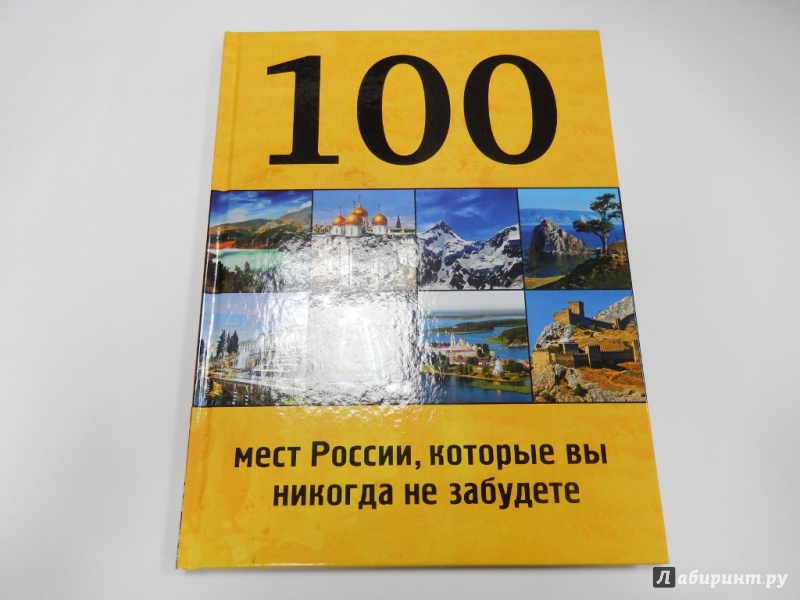 100
мест России, которые вы
никогда не забудете
Лабиринт.ру